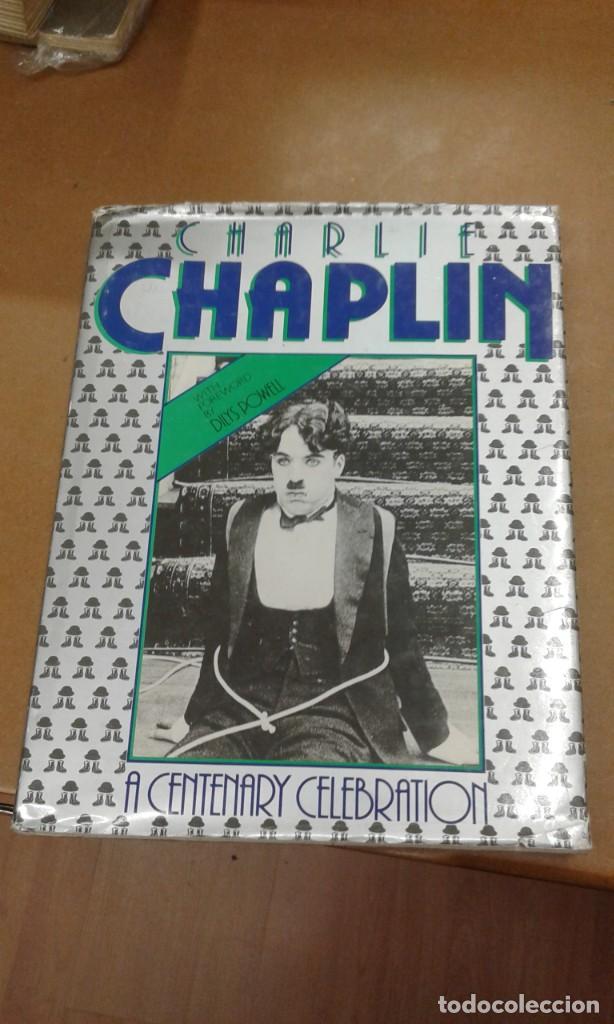 CHARLIE
CHAPLIN
WITH
FOREWORD
BY
DILYS POWELL
A CENTENARY CELEBRATION
todocoleccion